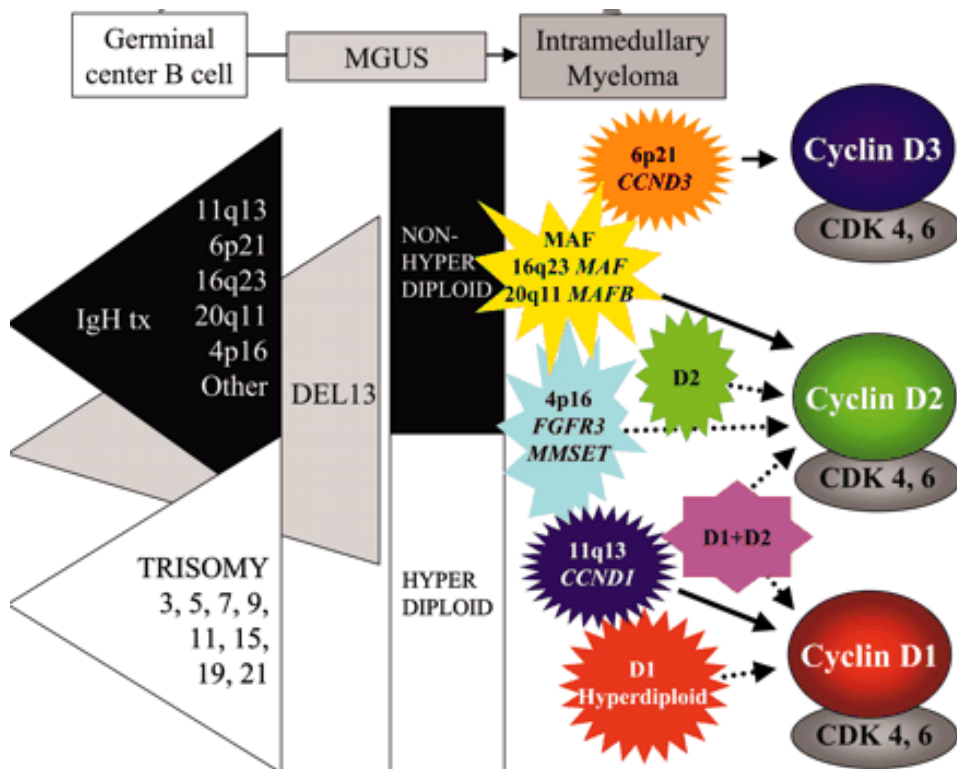 Germinal
center B cell
MGUS
Intramedullary
Myeloma
IgH tx
11q13
6p21
16q23
20q11
4p16
Other
DEL13
TRISOMY
3, 5, 7, 9,
11, 15,
19, 21
NON-
HYPER
DIPLOID
HYPER
DIPLOID
6p21
CCND3
MAF
16q23 MAF
20q11 MAFB
D2
4p16
FGFR3
MMSET
D1+D2
11q13
CCND1
D1
Hyperdiploid
Cyclin D3
CDK 4, 6
Cyclin D2
CDK 4, 6
Cyclin D1
CDK 4, 6